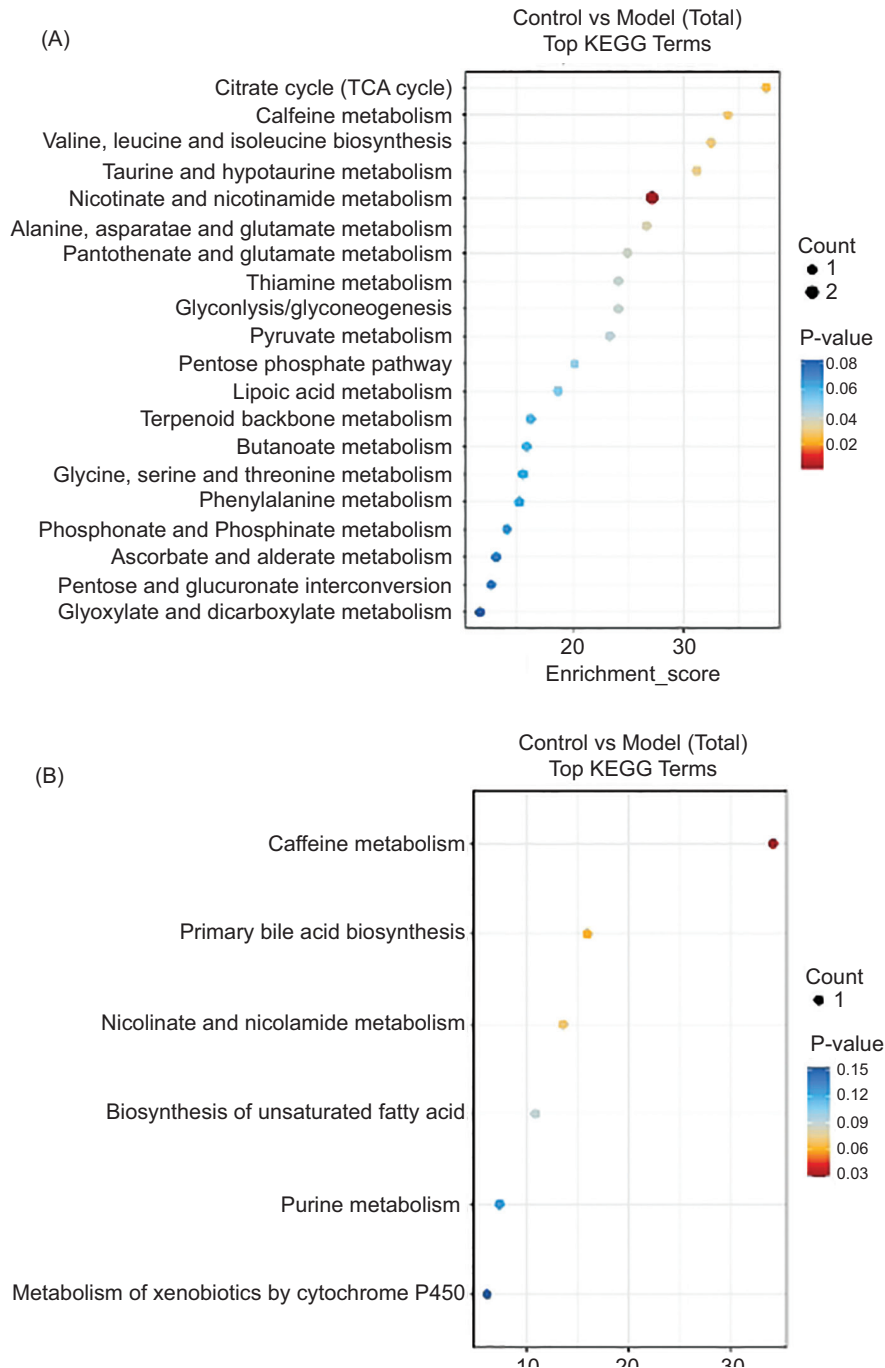 (A)
Control vs Model (Total)
Top KEGG Terms
Citrate cycle (TCA cycle)
Calfeine metabolism
Valine, leucine and isoleucine biosynthesis
Taurine and hypotaurine metabolism
Nicotinate and nicotinamide metabolism
Alanine, asparatae and glutamate metabolism
Pantothenate and glutamate metabolism
Thiamine metabolism
Glyconlysis/glyconeogenesis
Pyruvate metabolism
Pentose phosphate pathway
Lipoic acid metabolism
Terpenoid backbone metabolism
Butanoate metabolism
Glycine, serine and threonine metabolism
Phenylalanine metabolism
Phosphonate and Phosphinate metabolism
Ascorbate and alderate metabolism
Pentose and glucuronate interconversion
Glyoxylate and dicarboxylate metabolism
20 30
Enrichment_score
Count
1
2
P-value
0.08
0.06
0.04
0.02
(B)
Control vs Model (Total)
Top KEGG Terms
Caffeine metabolism
Primary bile acid biosynthesis
Nicolinate and nicolamide metabolism
Biosynthesis of unsaturated fatty acid
Purine metabolism
Metabolism of xenobiotics by cytochrome P450
10 20 30
Count
1
P-value
0.15
0.12
0.09
0.06
0.03